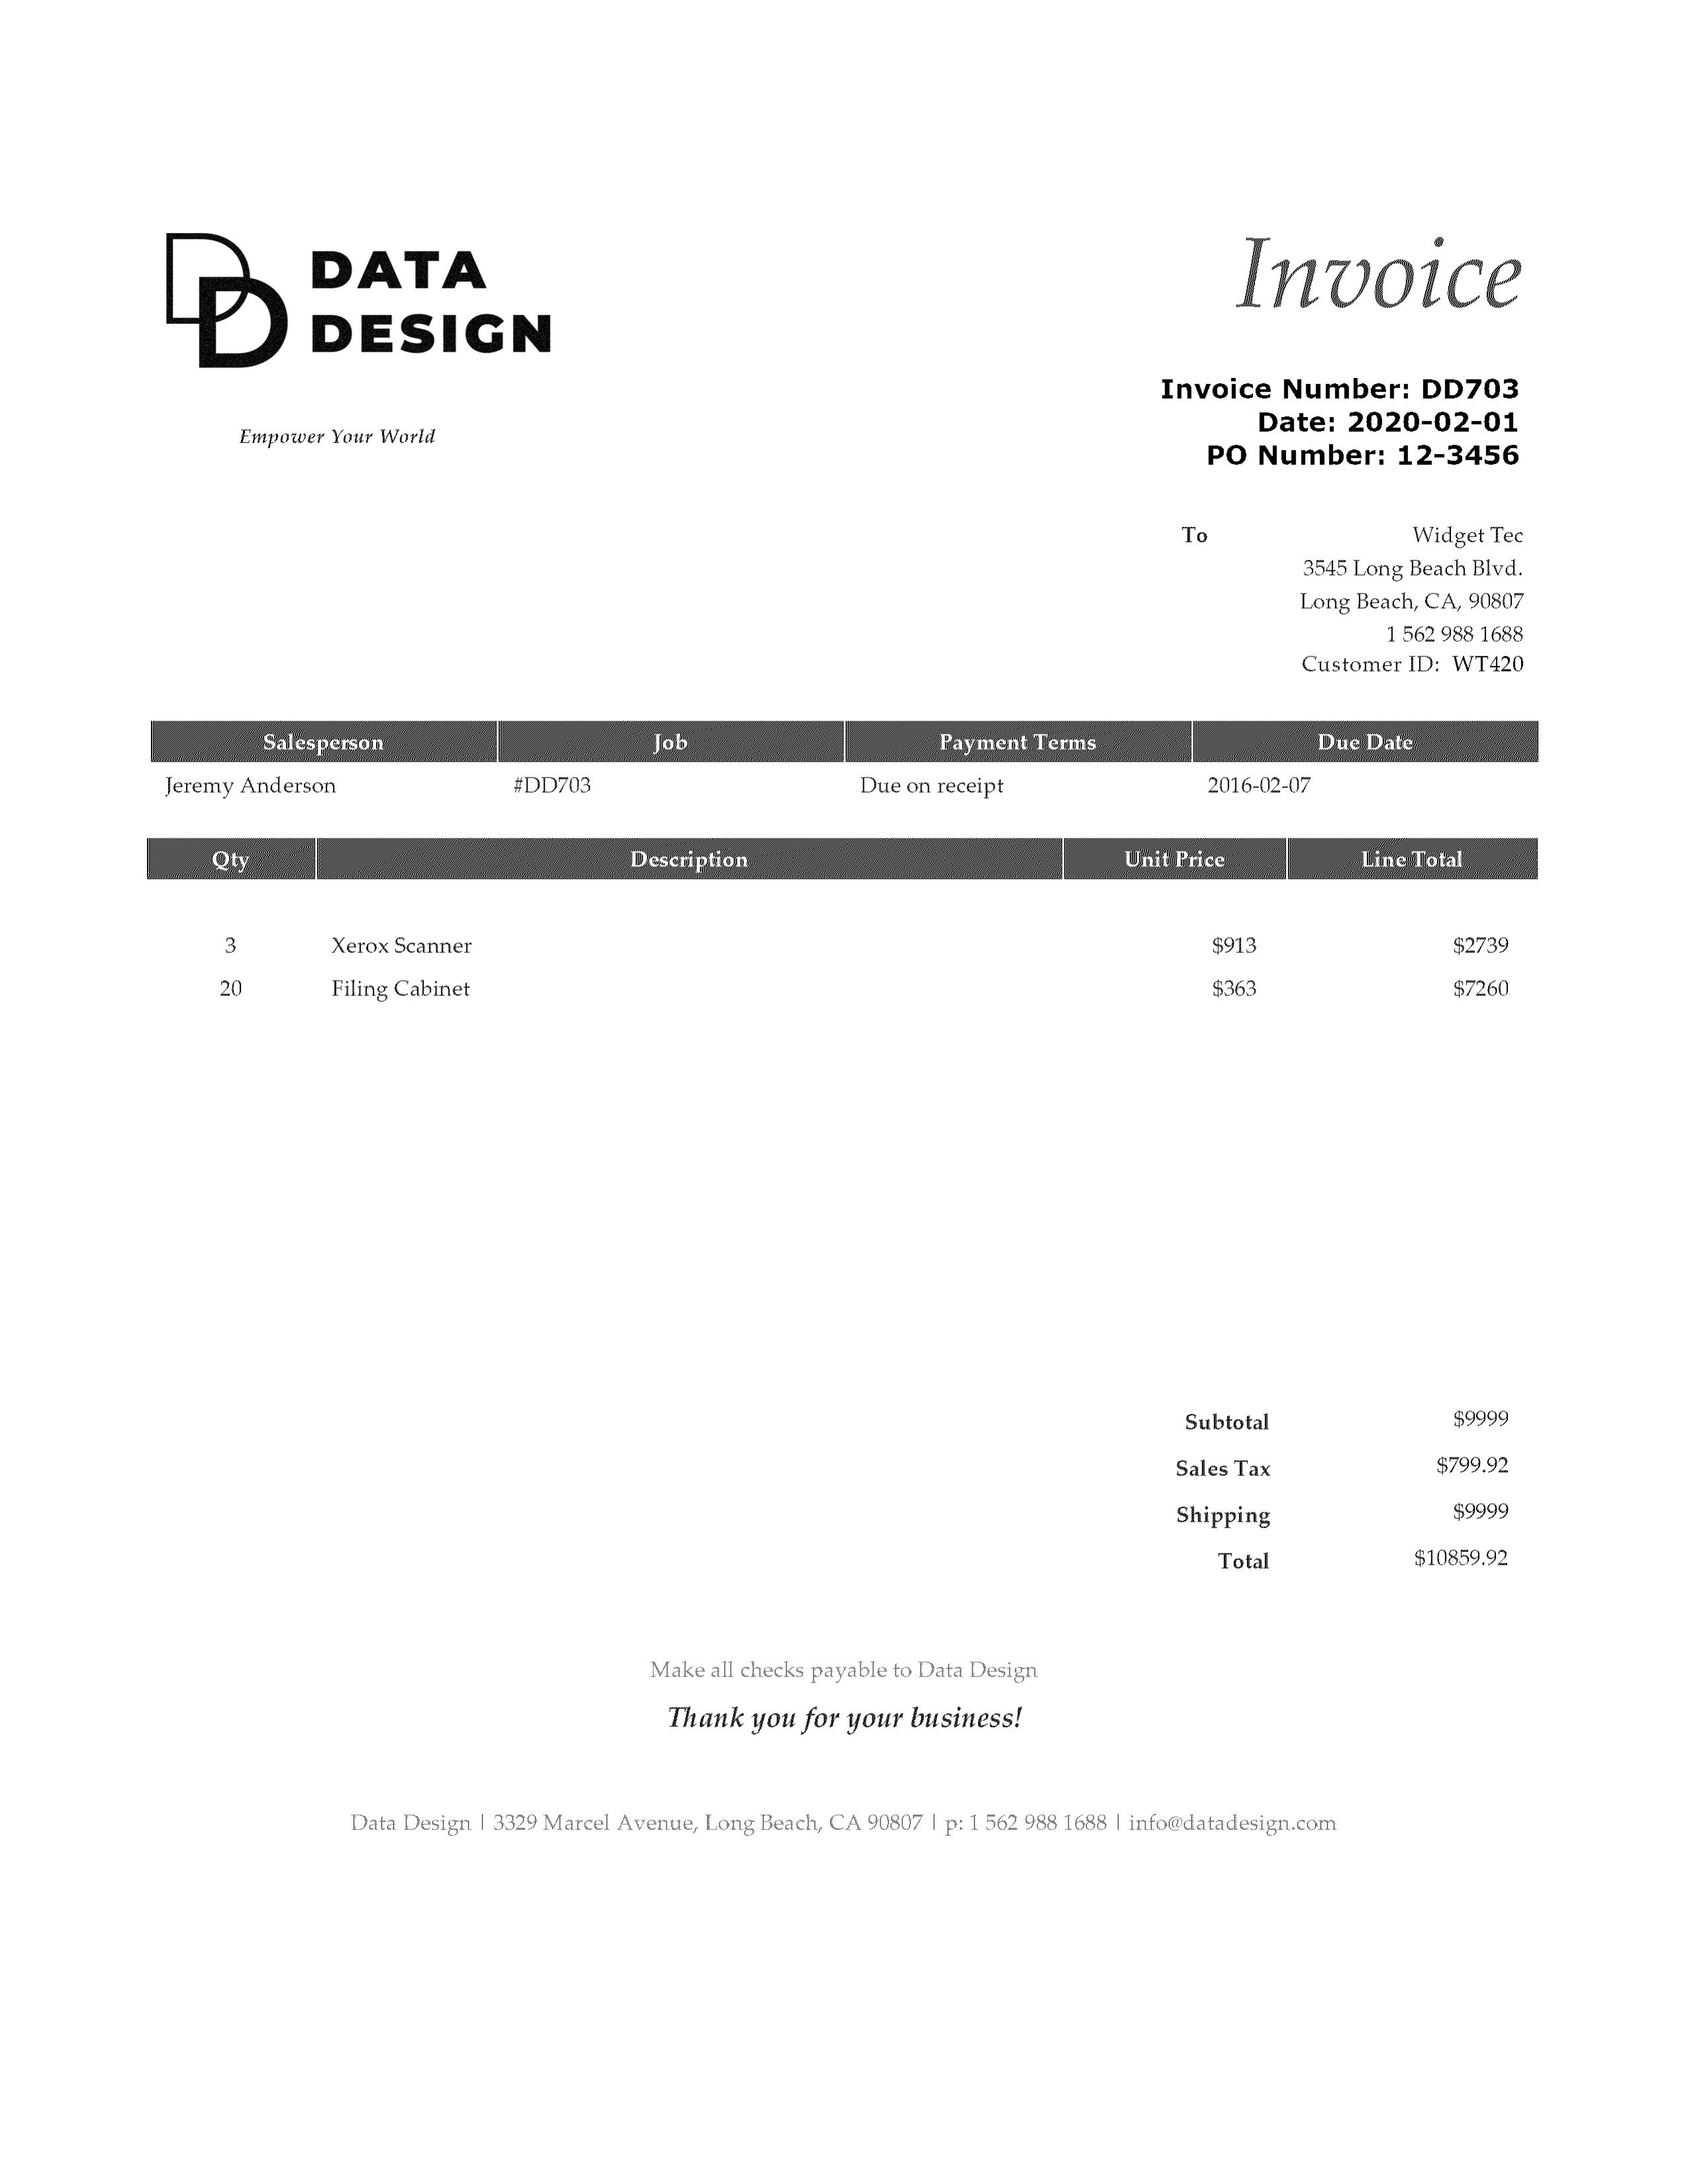 DATA
DESIGN
Empower Your World
Invoice
Invoice Number: DD703
Date: 2020-02-01
PO Number: 12-3456
To Widget Tec
3545 Long Beach Blvd.
Long Beach, CA, 90807
1 562 988 1688
Customer ID: WT420
Salesperson Job Payment Terms Due Date
Jeremy Anderson #DD703 Due on receipt 2016-02-07
Qty Description Unit Price Line Total
3 Xerox Scanner $913 $2739
20 Filing Cabinet $363 $7260
Subtotal $9999
Sales Tax $799.92
Shipping $9999
Total $10859.92
Make all checks payable to Data Design
Thank you for your business!
Data Design | 3329 Marcel Avenue, Long Beach, CA 90807 | p: 1 562 988 1688 | info@datadesign.com